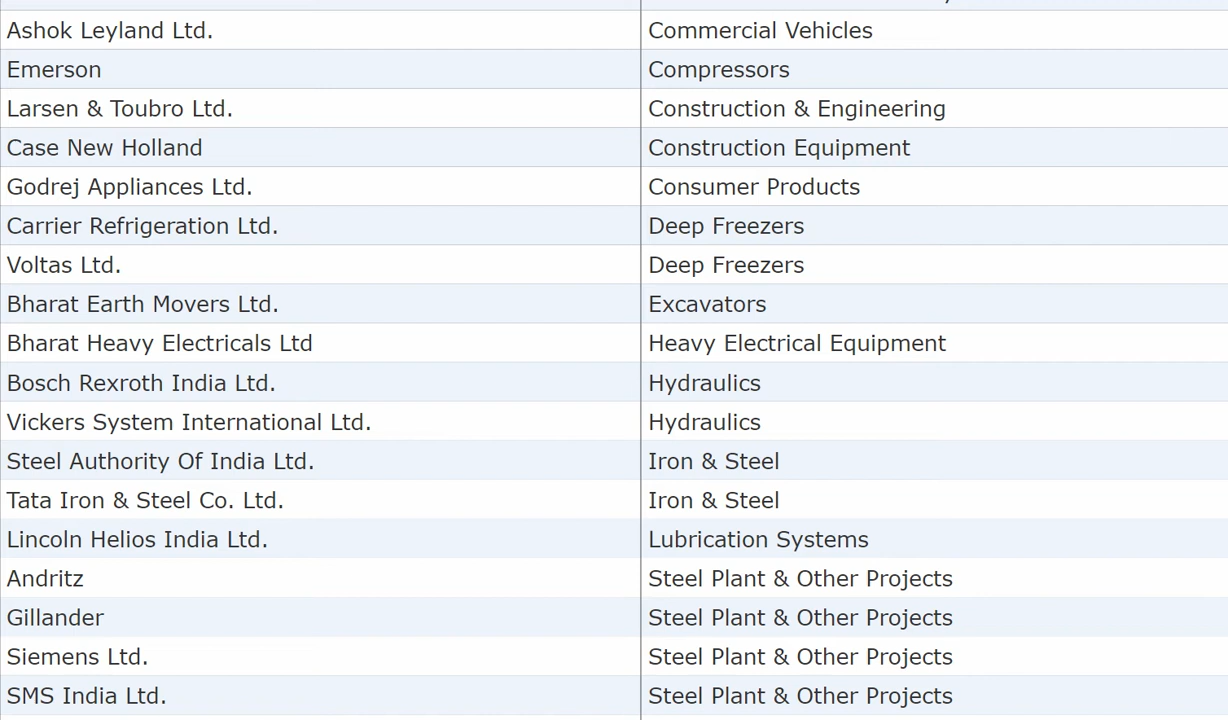 Ashok Leyland Ltd. Commercial Vehicles
Emerson Compressors
Larsen & Toubro Ltd. Construction & Engineering
Case New Holland Construction Equipment
Godrej Appliances Ltd. Consumer Products
Carrier Refrigeration Ltd. Deep Freezers
Voltas Ltd. Deep Freezers
Bharat Earth Movers Ltd. Excavators
Bharat Heavy Electricals Ltd Heavy Electrical Equipment
Bosch Rexroth India Ltd. Hydraulics
Vickers System International Ltd. Hydraulics
Steel Authority Of India Ltd. Iron & Steel
Tata Iron & Steel Co. Ltd. Iron & Steel
Lincoln Helios India Ltd. Lubrication Systems
Andritz Steel Plant & Other Projects
Gillander Steel Plant & Other Projects
Siemens Ltd. Steel Plant & Other Projects
SMS India Ltd. Steel Plant & Other Projects